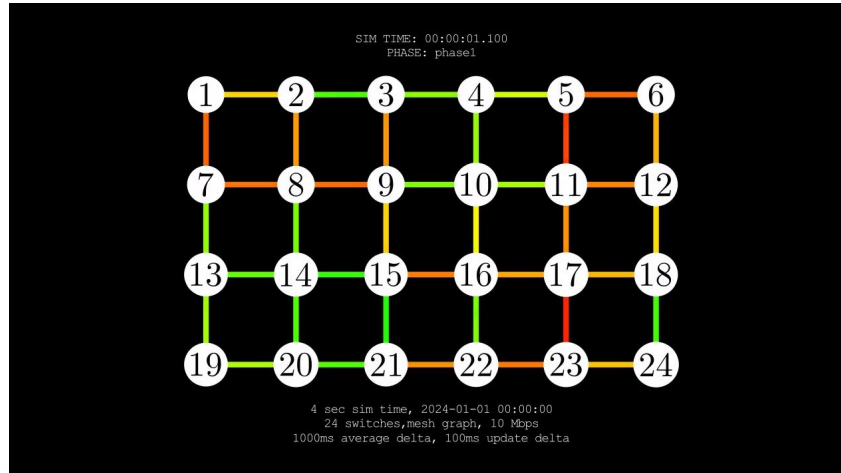 SIM TIME: 00:00:01.100
PHASE: phase1
1 2 3 4 5 6
7 8 9 10 11 12
13 14 15 16 17 18
19 20 21 22 23 24
4 sec sim time, 2024-01-01 00:00:00
24 switches,mesh graph, 10 Mbps
1000ms average delta, 100ms update delta